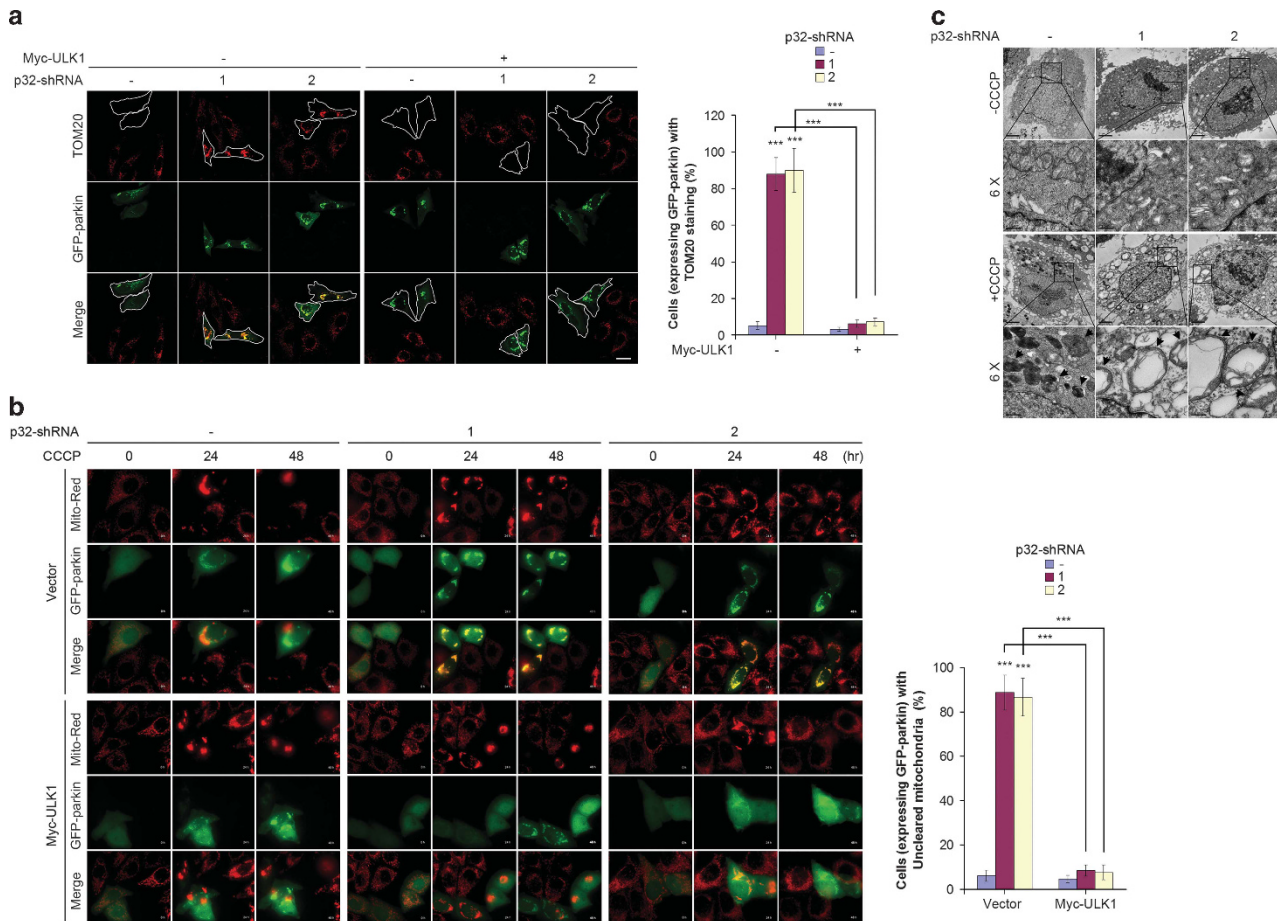 a
Myc-ULK1 - +
p32-shRNA - 1 2 - 1 2
TOM20
GFP-parkin
Merge
p32-shRNA
-
1
2
Cells (expressing GFP-parkin) with
TOM20 staining (%)
120
100
80
60
40
20
0
*** ***
***
***
Myc-ULK1 - +
b
p32-shRNA - 1 2
CCCP 0 24 48 0 24 48 0 24 48 (hr)
Vector
Mito-Red
GFP-parkin
Merge
Myc-ULK1
Mito-Red
GFP-parkin
Merge
p32-shRNA
-
1
2
Cells (expressing GFP-parkin) with
Uncleared mitochondria (%)
100
80
60
40
20
0
*** ***
***
***
Vector Myc-ULK1
c
p32-shRNA - 1 2
-CCCP
6 X
+CCCP
6 X